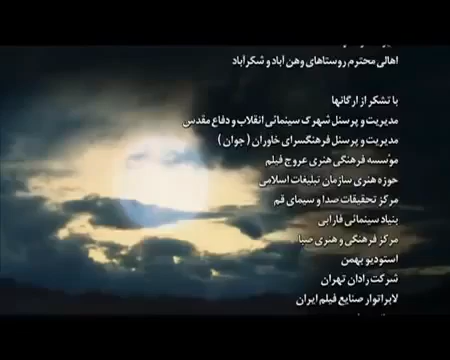 اهالی محترم روستاهای وهن آباد و شکرآباد
با تشکر از ارگانها
مدیریت و پرسنل شهرک سینمائی انقلاب و دفاع مقدس
مدیریت و پرسنل فرهنگسرای خاوران ( جوان )
مؤسسه فرهنگی هنری عروج فیلم
حوزه هنری سازمان تبلیغات اسلامی
مرکز تحقیقات صدا و سیمای قم
بنیاد سینمائی فارابی
مرکز فرهنگی و هنری صبا
استودیو بهمن
شرکت رادان تهران
لابراتوار صنایع فیلم ایران